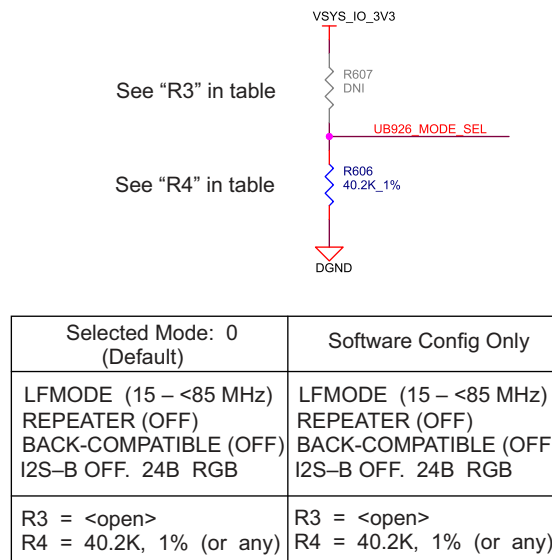 VSYS_IO_3V3
R607
DNI
See “R3” in table
UB926_MODE_SEL
R606
40.2K_1%
See “R4” in table
DGND
Selected Mode: 0
(Default)
Software Config Only
LFMODE (15 – <85 MHz)
REPEATER (OFF)
BACK-COMPATIBLE (OFF)
I2S–B OFF. 24B RGB
LFMODE (15 – <85 MHz)
REPEATER (OFF)
BACK-COMPATIBLE (OFF
I2S–B OFF. 24B RGB
R3 = <open>
R4 = 40.2K, 1% (or any)
R3 = <open>
R4 = 40.2K, 1% (or any)